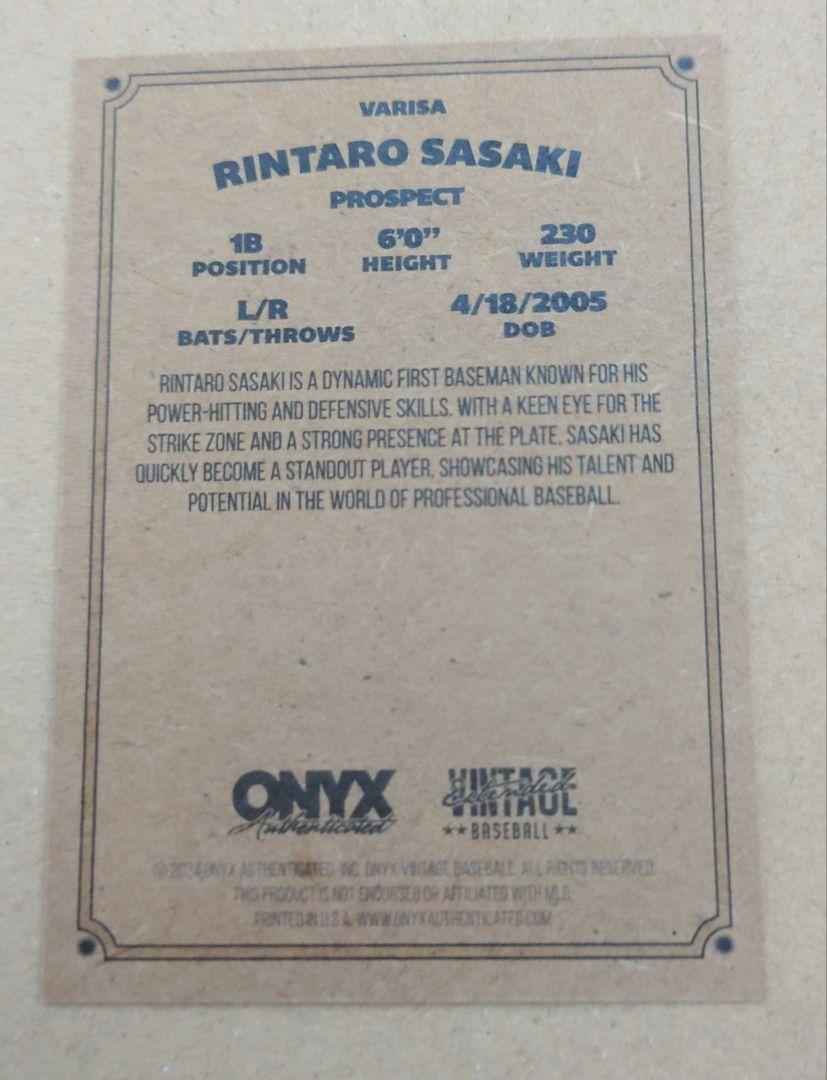 VARISA
RINTARO SASAKI
PROSPECT
1B 6'0" 230
POSITION HEIGHT WEIGHT
L/R 4/18/2005
BATS/THROWS DOB
RINTARO SASAKI IS A DYNAMIC FIRST BASEMAN KNOWN FOR HIS
POWER-HITTING AND DEFENSIVE SKILLS. WITH A KEEN EYE FOR THE
STRIKE ZONE AND A STRONG PRESENCE AT THE PLATE, SASAKI HAS
QUICKLY BECOME A STANDOUT PLAYER, SHOWCASING HIS TALENT AND
POTENTIAL IN THE WORLD OF PROFESSIONAL BASEBALL.
ONYX VINTAGE
Authenticated Extended
★★BASEBALL★★
© 2024 ONYX AUTHENTICATED INC. ONYX VINTAGE BASEBALL. ALL RIGHTS RESERVED.
THIS PRODUCT IS NOT ENDORSED OR AFFILIATED WITH MLB.
PRINTED IN U.S.A. WWW.ONYXAUTHENTICATED.COM